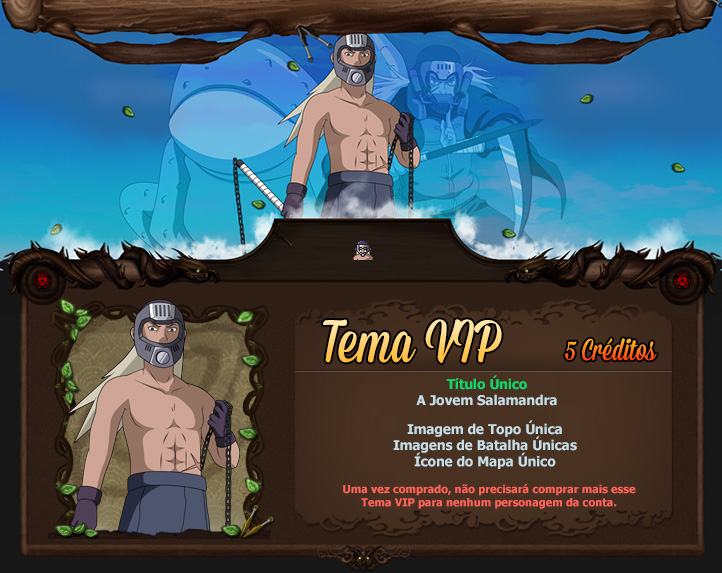 Tema VIP
5 Créditos
Título Único
A Jovem Salamandra
Imagem de Topo Única
Imagens de Batalha Únicas
Ícone do Mapa Único
Uma vez comprado, não precisará comprar mais esse
Tema VIP para nenhum personagem da conta.